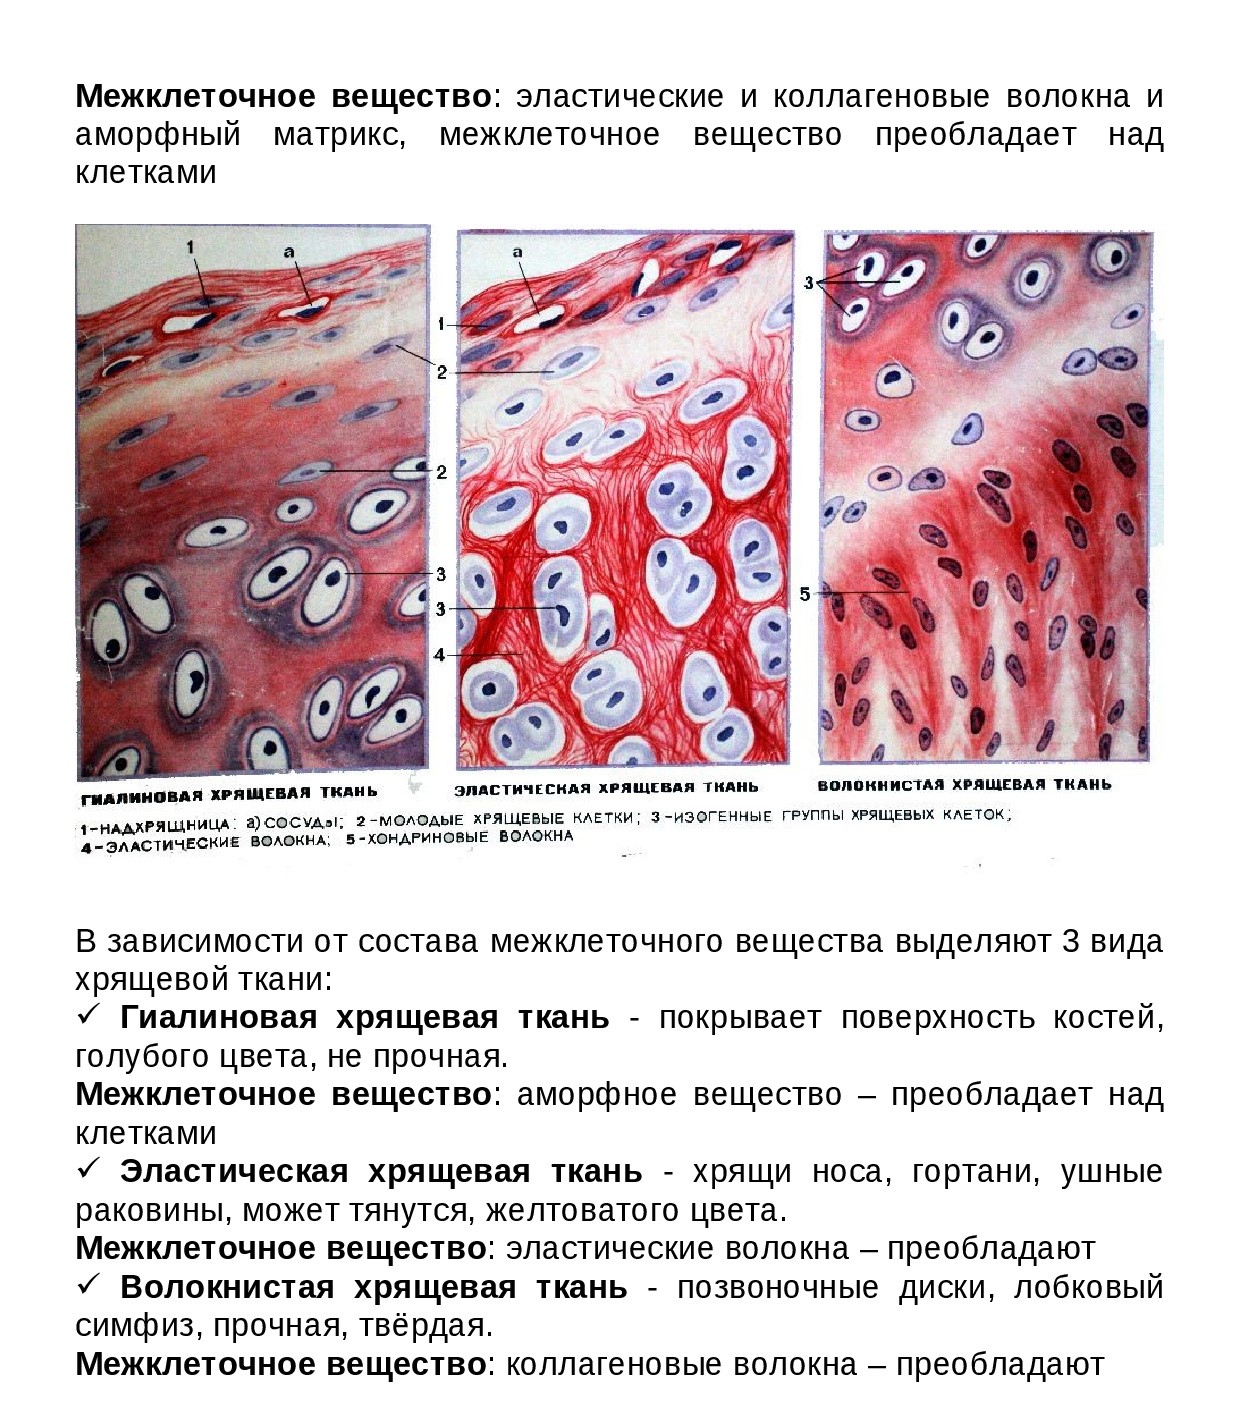 Межклеточное вещество: эластические и коллагеновые волокна и
аморфный матрикс, межклеточное вещество преобладает над
клетками
1
а
а
3
1
2
2
3
3
4
5
ГИАЛИНОВАЯ ХРЯЩЕВАЯ ТКАНЬ
ЭЛАСТИЧЕСКАЯ ХРЯЩЕВАЯ ТКАНЬ
ВОЛОКНИСТАЯ ХРЯЩЕВАЯ ТКАНЬ
1-НАДХРЯЩНИЦА: а) СОСУДЫ; 2-МОЛОДЫЕ ХРЯЩЕВЫЕ КЛЕТКИ; 3-ИЗОГЕННЫЕ ГРУППЫ ХРЯЩЕВЫХ КЛЕТОК;
4-ЭЛАСТИЧЕСКИЕ ВОЛОКНА; 5-ХОНДРИНОВЫЕ ВОЛОКНА
В зависимости от состава межклеточного вещества выделяют 3 вида
хрящевой ткани:
✓ Гиалиновая хрящевая ткань - покрывает поверхность костей,
голубого цвета, не прочная.
Межклеточное вещество: аморфное вещество – преобладает над
клетками
✓ Эластическая хрящевая ткань - хрящи носа, гортани, ушные
раковины, может тянутся, желтоватого цвета.
Межклеточное вещество: эластические волокна – преобладают
✓ Волокнистая хрящевая ткань - позвоночные диски, лобковый
симфиз, прочная, твёрдая.
Межклеточное вещество: коллагеновые волокна – преобладают